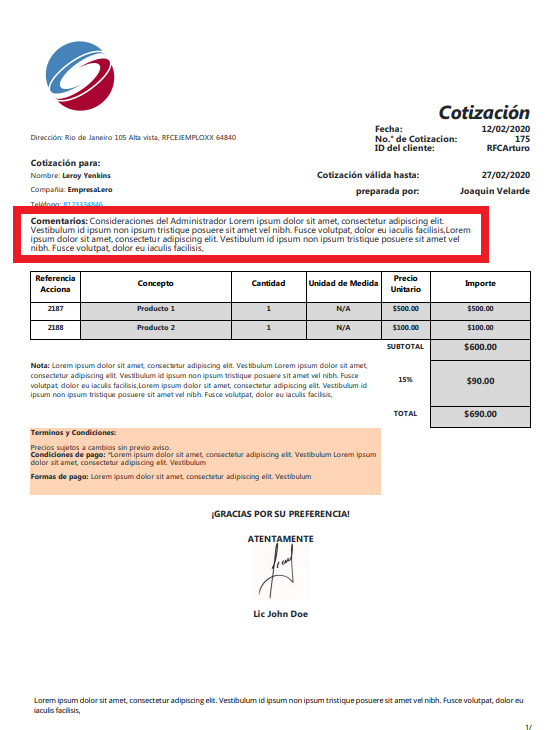 Cotización
Dirección: Rio de Janeiro 105 Alta vista, RFCEJEMPLOXX 64840
Fecha: 12/02/2020
No.° de Cotizacion: 175
ID del cliente: RFCArturo
Cotización para:
Nombre: Leroy Yenkins
Cotización válida hasta: 27/02/2020
Compañia: EmpresaLero
preparada por: Joaquin Velarde
Teléfono: 8123334846
Comentarios: Consideraciones del Administrador Lorem ipsum dolor sit amet, consectetur adipiscing elit.
Vestibulum id ipsum non ipsum tristique posuere sit amet vel nibh. Fusce volutpat, dolor eu iaculis facilisis,Lorem
ipsum dolor sit amet, consectetur adipiscing elit. Vestibulum id ipsum non ipsum tristique posuere sit amet vel
nibh. Fusce volutpat, dolor eu iaculis facilisis,
Referencia Acciona Concepto Cantidad Unidad de Medida Precio Unitario Importe
2187 Producto 1 1 N/A $500.00 $500.00
2188 Producto 2 1 N/A $100.00 $100.00
SUBTOTAL $600.00
Nota: Lorem ipsum dolor sit amet, consectetur adipiscing elit. Vestibulum id
ipsum non ipsum tristique posuere sit amet vel nibh. Fusce
volutpat, dolor eu iaculis facilisis,Lorem ipsum dolor sit amet, consectetur adipiscing elit. Vestibulum id
ipsum non ipsum tristique posuere sit amet vel nibh. Fusce volutpat, dolor eu iaculis facilisis,
15% $90.00
TOTAL $690.00
Terminos y Condiciones:
Precios sujetos a cambios sin previo aviso.
Condiciones de pago: *Lorem ipsum dolor sit amet, consectetur adipiscing elit. Vestibulum Lorem ipsum
dolor sit amet, consectetur adipiscing elit. Vestibulum
Formas de pago: Lorem ipsum dolor sit amet, consectetur adipiscing elit. Vestibulum
¡GRACIAS POR SU PREFERENCIA!
ATENTAMENTE
Lic John Doe
Lorem ipsum dolor sit amet, consectetur adipiscing elit. Vestibulum id ipsum non ipsum tristique posuere sit amet vel nibh. Fusce volutpat, dolor eu
iaculis facilisis,
1/